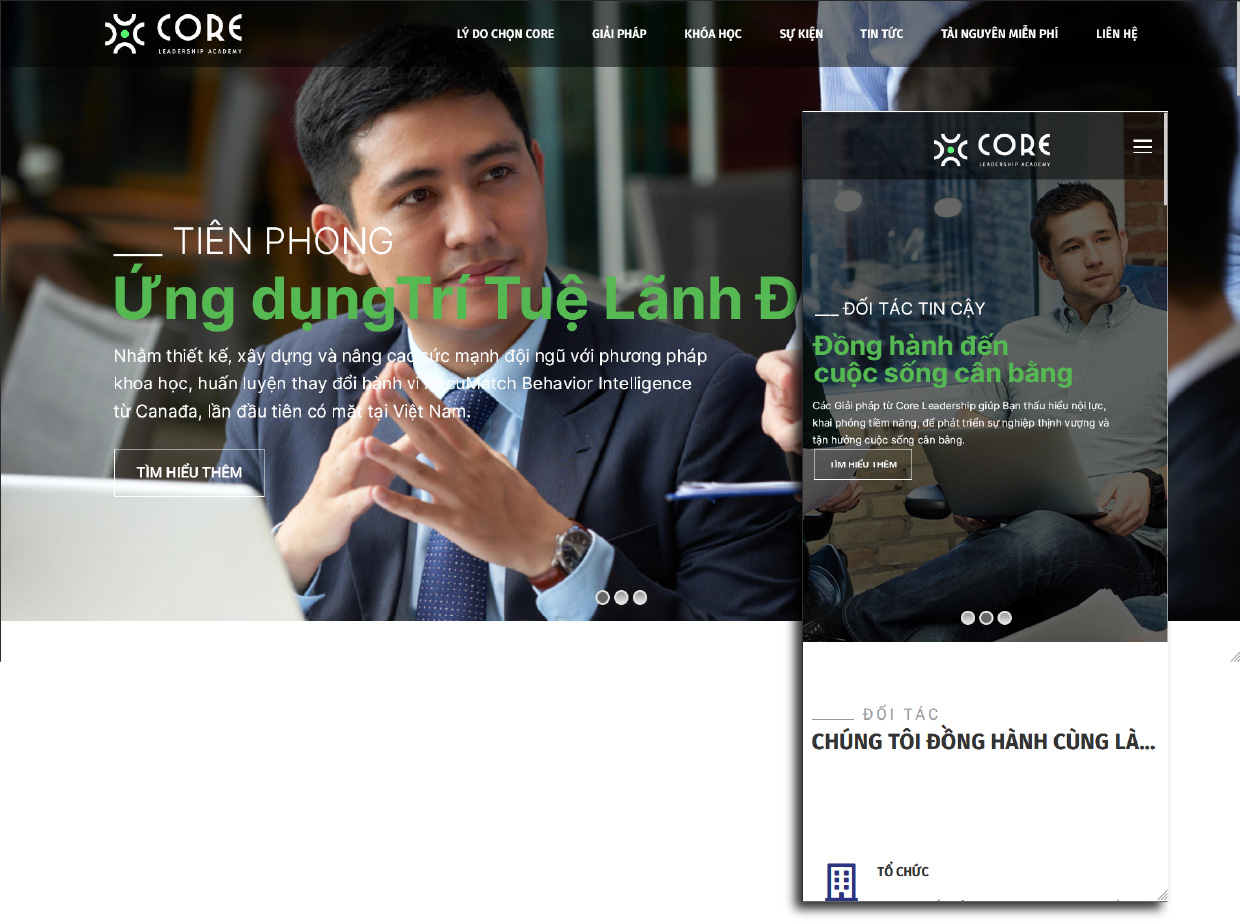 CORE
LEADERSHIP ACADEMY
LÝ DO CHỌN CORE
GIẢI PHÁP
KHÓA HỌC
SỰ KIỆN
TIN TỨC
TÀI NGUYÊN MIỄN PHÍ
LIÊN HỆ
___ TIÊN PHONG
Ứng dụngTrí Tuệ Lãnh Đ
Nhằm thiết kế, xây dựng và nâng cao sức mạnh đội ngũ với phương pháp
khoa học, huấn luyện thay đổi hành vi AccuMatch Behavior Intelligence
từ Canađa, lần đầu tiên có mặt tại Việt Nam.
TÌM HIỂU THÊM
CORE
LEADERSHIP ACADEMY
___ ĐỐI TÁC TIN CẬY
Đồng hành đến
cuộc sống cân bằng
Các Giải pháp từ Core Leadership giúp Bạn thấu hiểu nội lực,
khai phóng tiềm năng, để phát triển sự nghiệp thịnh vượng và
tận hưởng cuộc sống cân bằng.
TÌM HIỂU THÊM
____ ĐỐI TÁC
CHÚNG TÔI ĐỒNG HÀNH CÙNG LÀ...
TỔ CHỨC